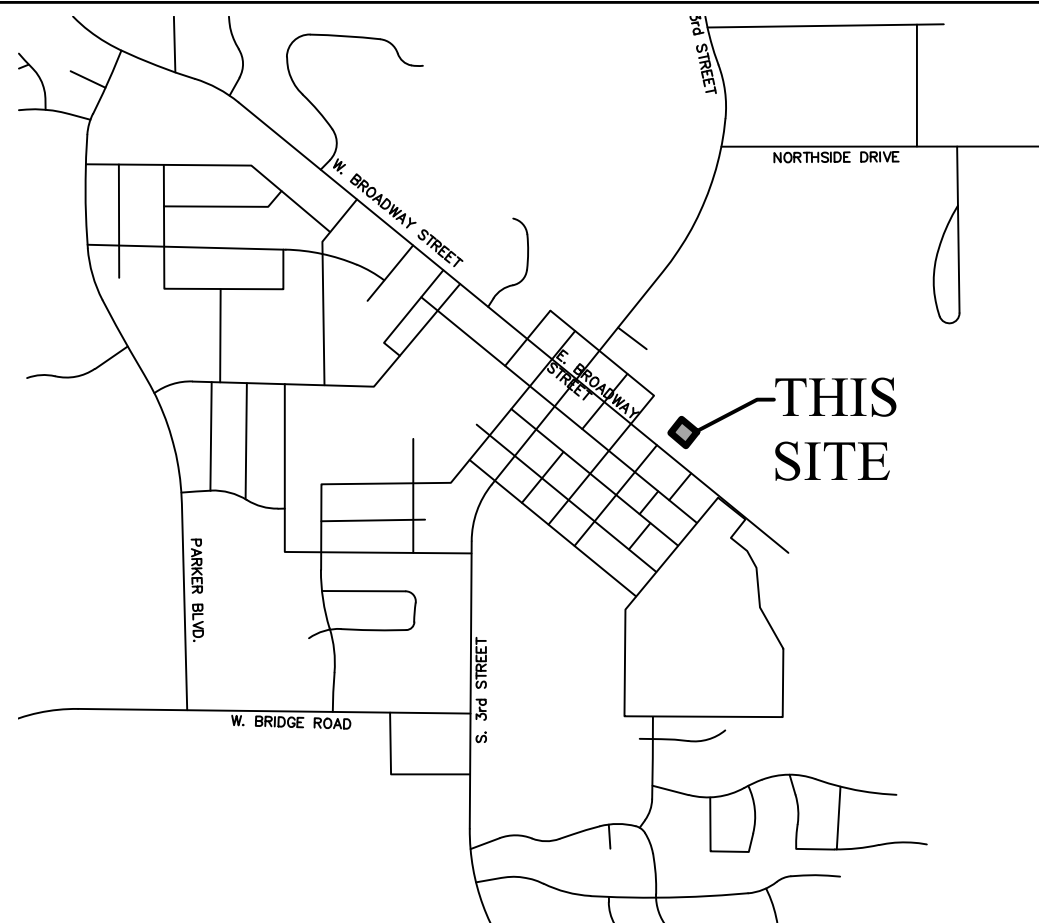 3rd STREET
NORTHSIDE DRIVE
W. BROADWAY STREET
E. BROADWAY
STREET
THIS
SITE
PARKER BLVD.
S. 3rd STREET
W. BRIDGE ROAD